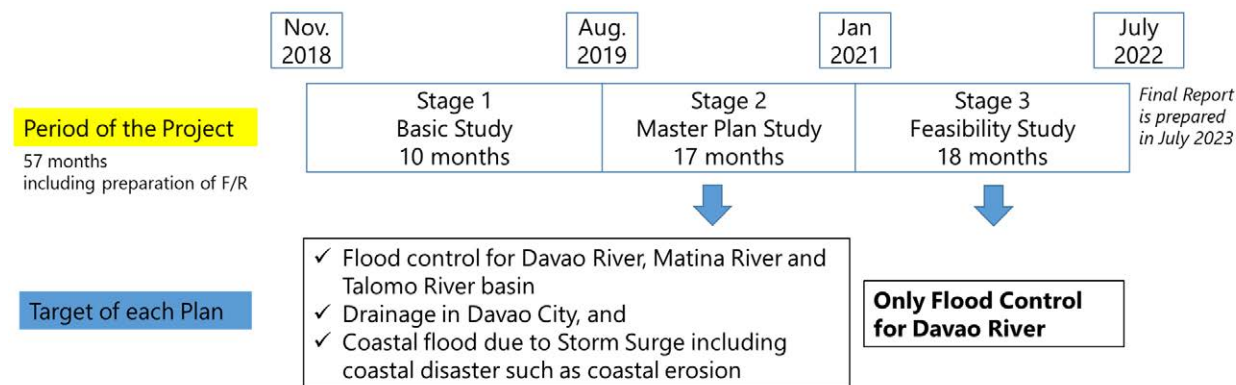 Nov.
2018
Aug.
2019
Jan
2021
July
2022
Period of the Project
57 months
including preparation of F/R
Stage 1
Basic Study
10 months
Stage 2
Master Plan Study
17 months
Stage 3
Feasibility Study
18 months
Final Report
is prepared
in July 2023
Target of each Plan
✓ Flood control for Davao River, Matina River and
Talomo River basin
✓ Drainage in Davao City, and
✓ Coastal flood due to Storm Surge including
coastal disaster such as coastal erosion
Only Flood Control
for Davao River